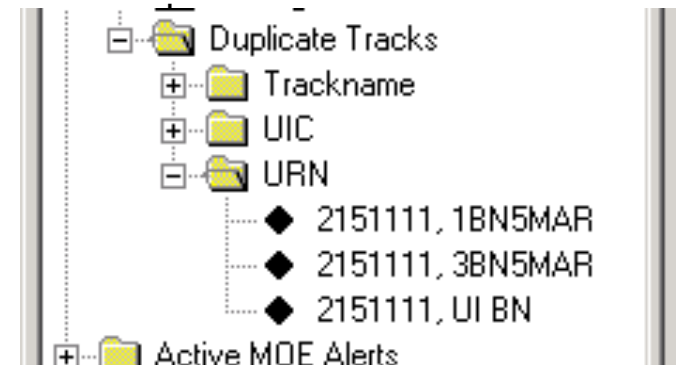 Duplicate Tracks
Trackname
UIC
URN
2151111, 1BN5MAR
2151111, 3BN5MAR
2151111, UI BN
Active MOE Alerts